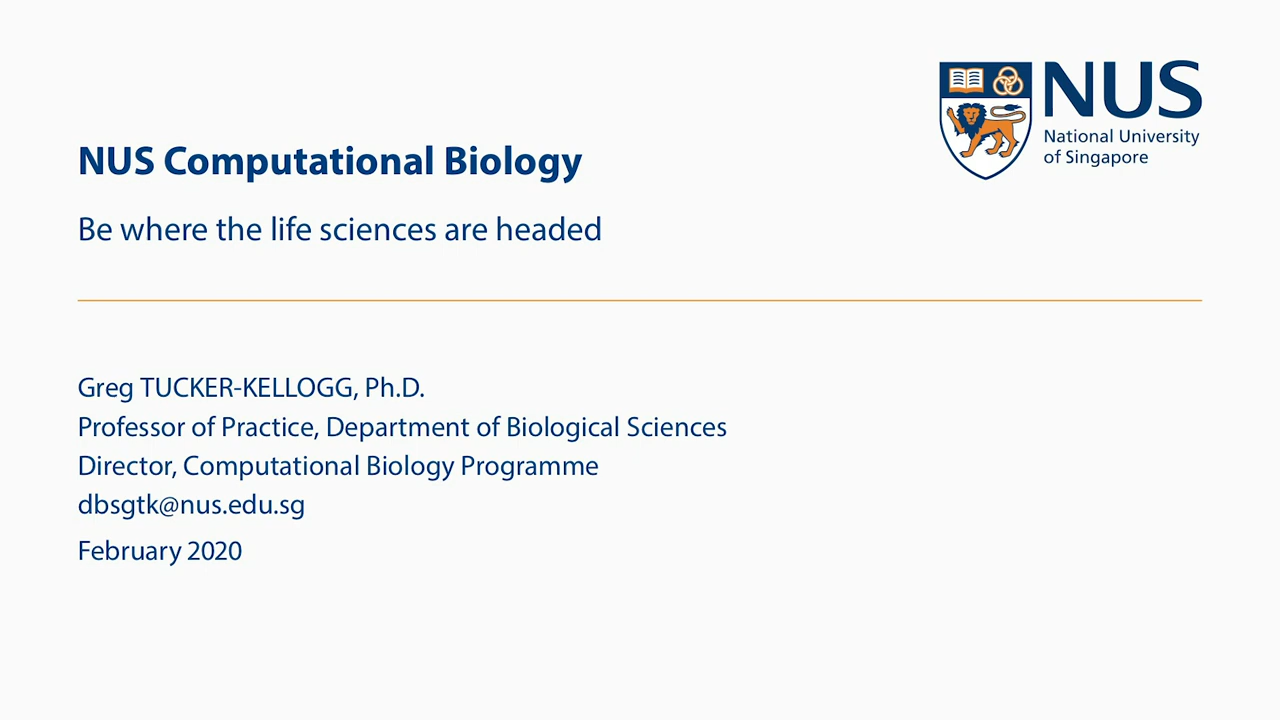 NUS
National University
of Singapore
NUS Computational Biology
Be where the life sciences are headed
Greg TUCKER-KELLOGG, Ph.D.
Professor of Practice, Department of Biological Sciences
Director, Computational Biology Programme
dbsgtk@nus.edu.sg
February 2020